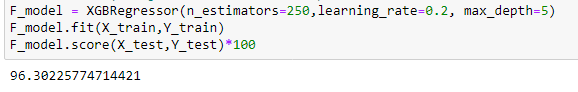 F_model = XGBRegressor(n_estimators=250,learning_rate=0.2, max_depth=5)
F_model.fit(X_train,Y_train)
F_model.score(X_test,Y_test)*100
96.30225774714421